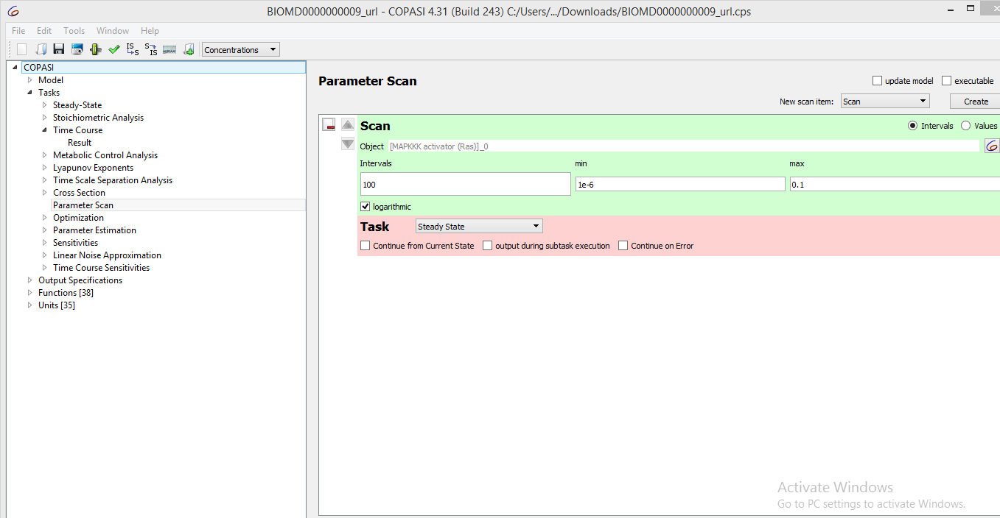 BIOMD0000000009_url - COPASI 4.31 (Build 243) C:/Users/.../Downloads/BIOMD0000000009_url.cps
File Edit Tools Window Help
IS S S IS Concentrations
COPASI
Model
Tasks
Steady-State
Stoichiometric Analysis
Time Course
Result
Metabolic Control Analysis
Lyapunov Exponents
Time Scale Separation Analysis
Cross Section
Parameter Scan
Optimization
Parameter Estimation
Sensitivities
Linear Noise Approximation
Time Course Sensitivities
Output Specifications
Functions [38]
Units [35]
Parameter Scan
update model executable
New scan item: Scan Create
Scan Intervals Values
Object [MAPKKK activator (Ras)]_0
Intervals min max
100 1e-6 0.1
logarithmic
Task Steady State
Continue from Current State output during subtask execution Continue on Error
Activate Windows
Go to PC settings to activate Windows.